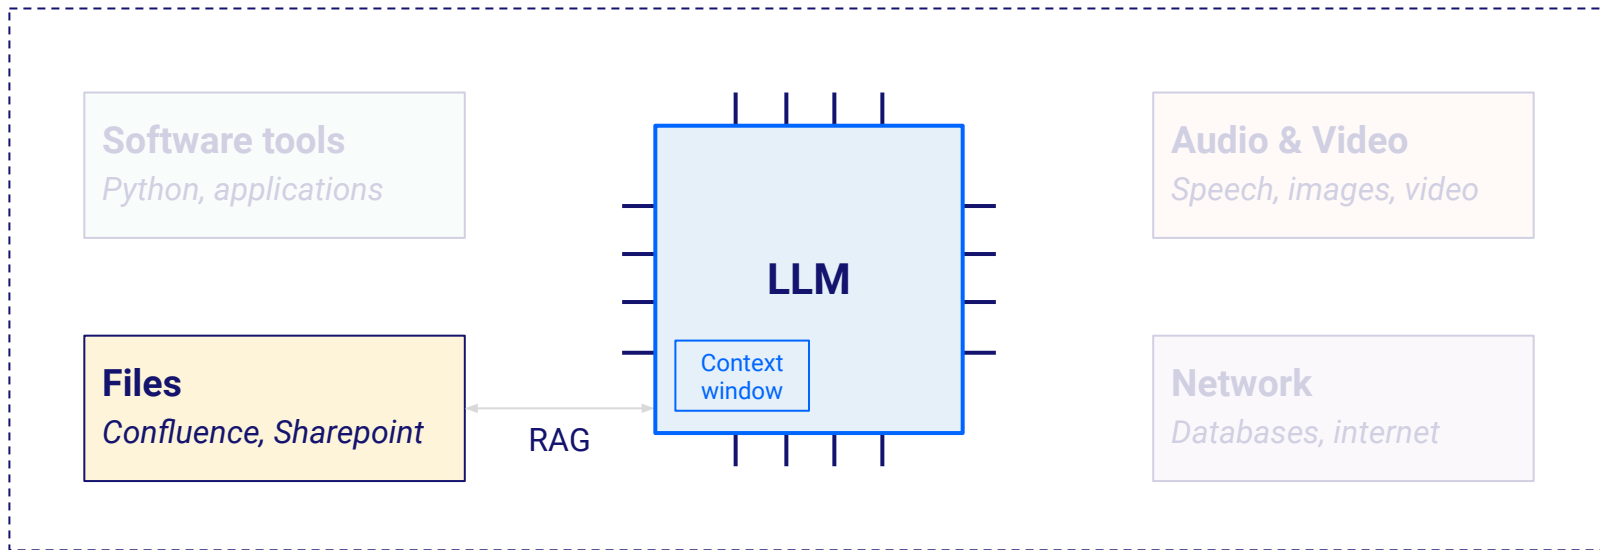 Software tools
Python, applications
Files
Confluence, Sharepoint
RAG
LLM
Context
window
Audio & Video
Speech, images, video
Network
Databases, internet